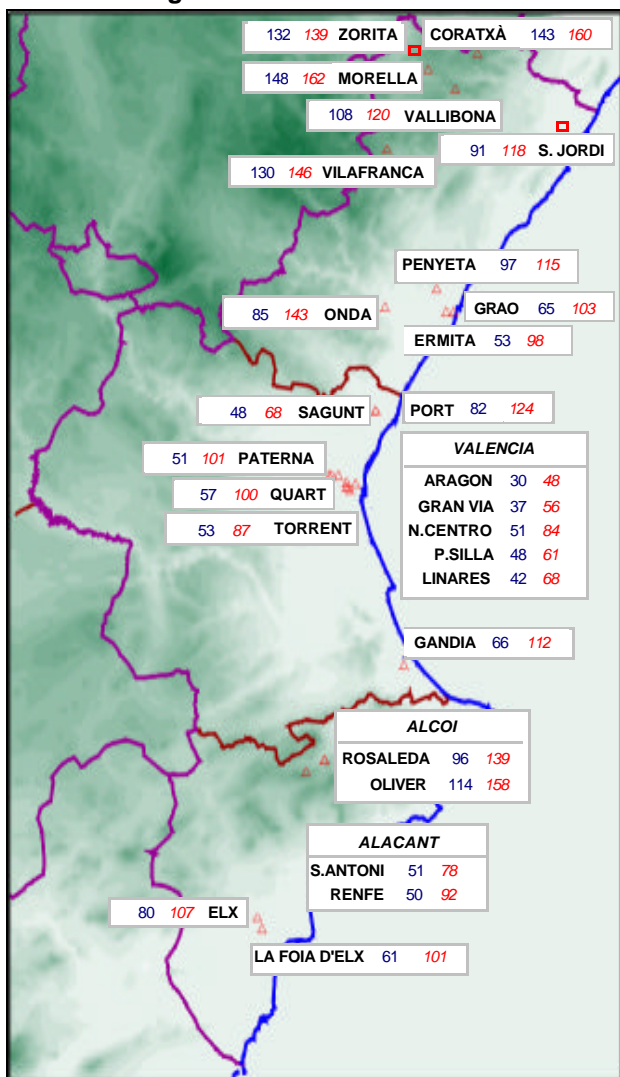 132 139 ZORITA
CORATXÀ 143 160
148 162 MORELLA
108 120 VALLIBONA
91 118 S. JORDI
130 146 VILAFRANCA
PENYETA 97 115
85 143 ONDA
GRAO 65 103
ERMITA 53 98
48 68 SAGUNT
PORT 82 124
VALENCIA
ARAGON 30 48
GRAN VIA 37 56
N.CENTRO 51 84
P.SILLA 48 61
LINARES 42 68
51 101 PATERNA
57 100 QUART
53 87 TORRENT
GANDIA 66 112
ALCOI
ROSALEDA 96 139
OLIVER 114 158
ALACANT
S.ANTONI 51 78
RENFE 50 92
80 107 ELX
LA FOIA D'ELX 61 101